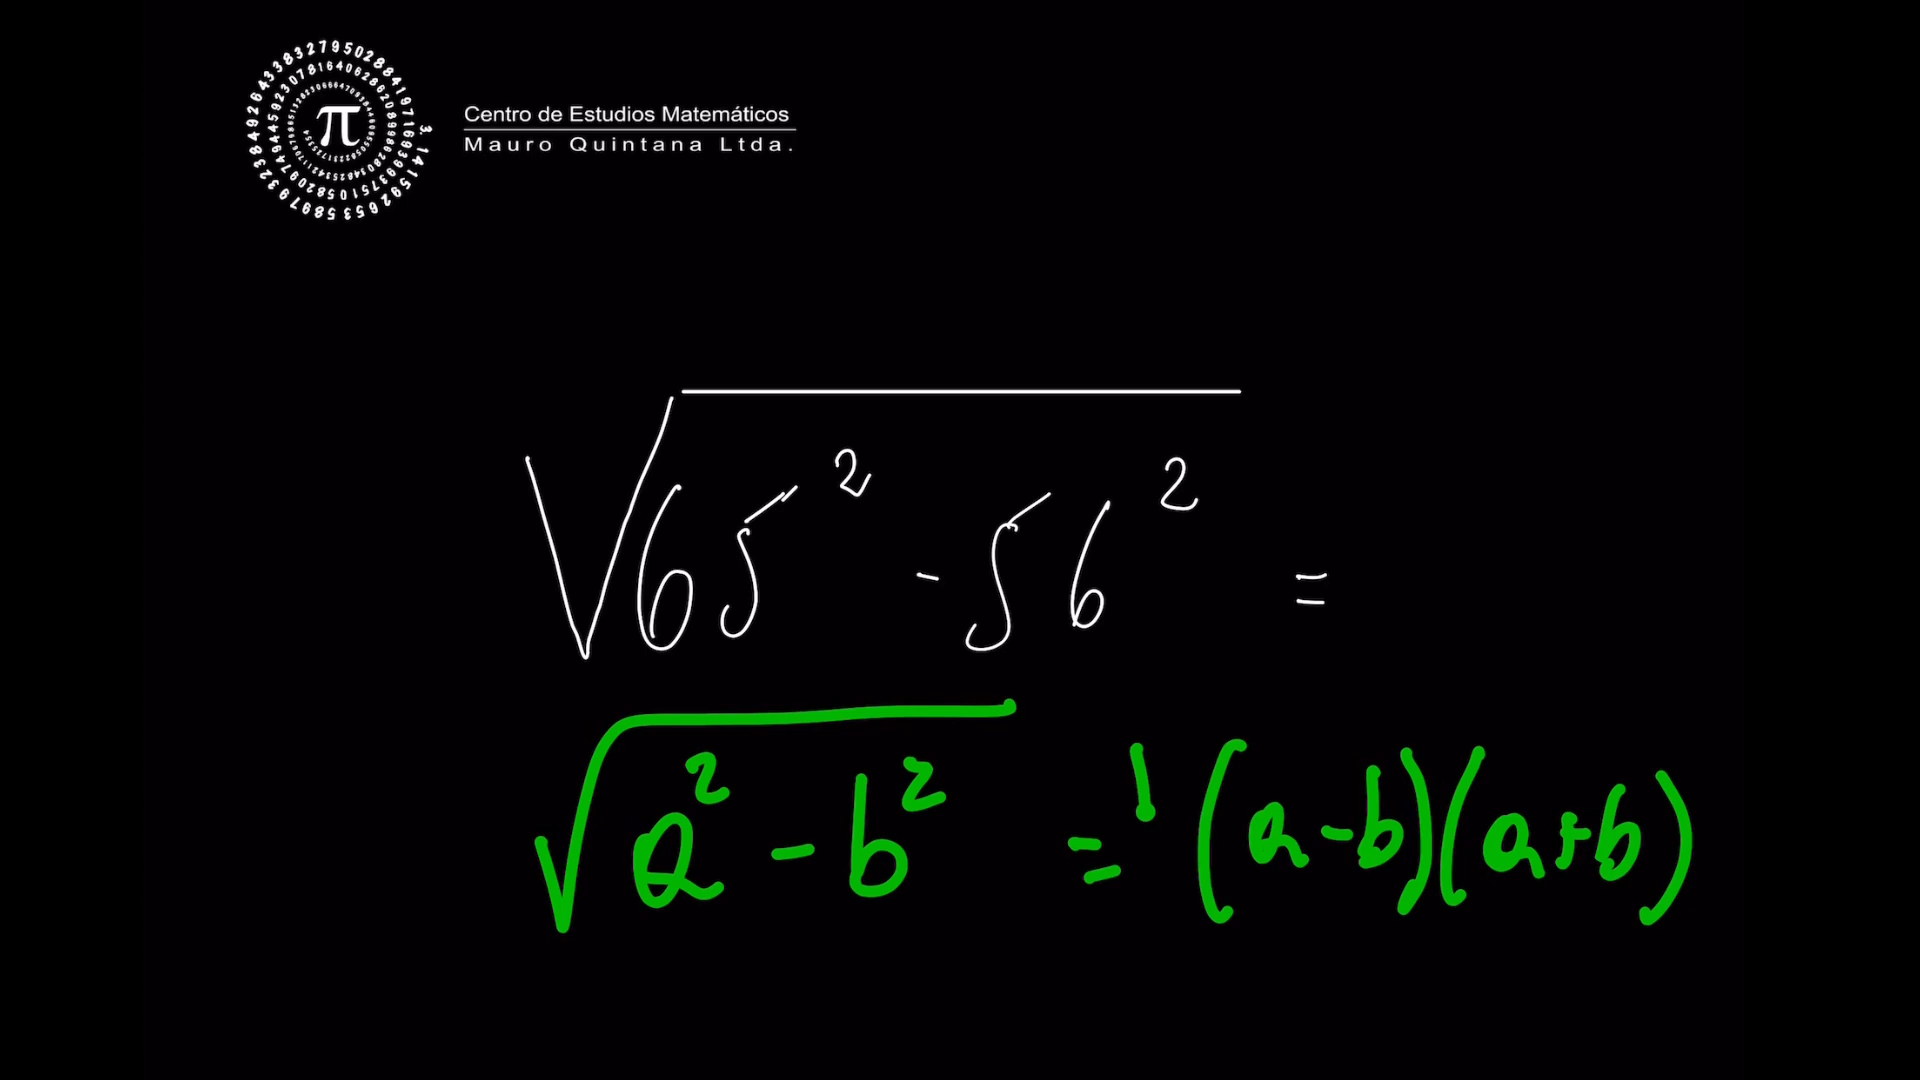 Centro de Estudios Matemáticos
Mauro Quintana Ltda.
π
√65² - 56² =
√a² - b² = ! (a-b)(a+b)